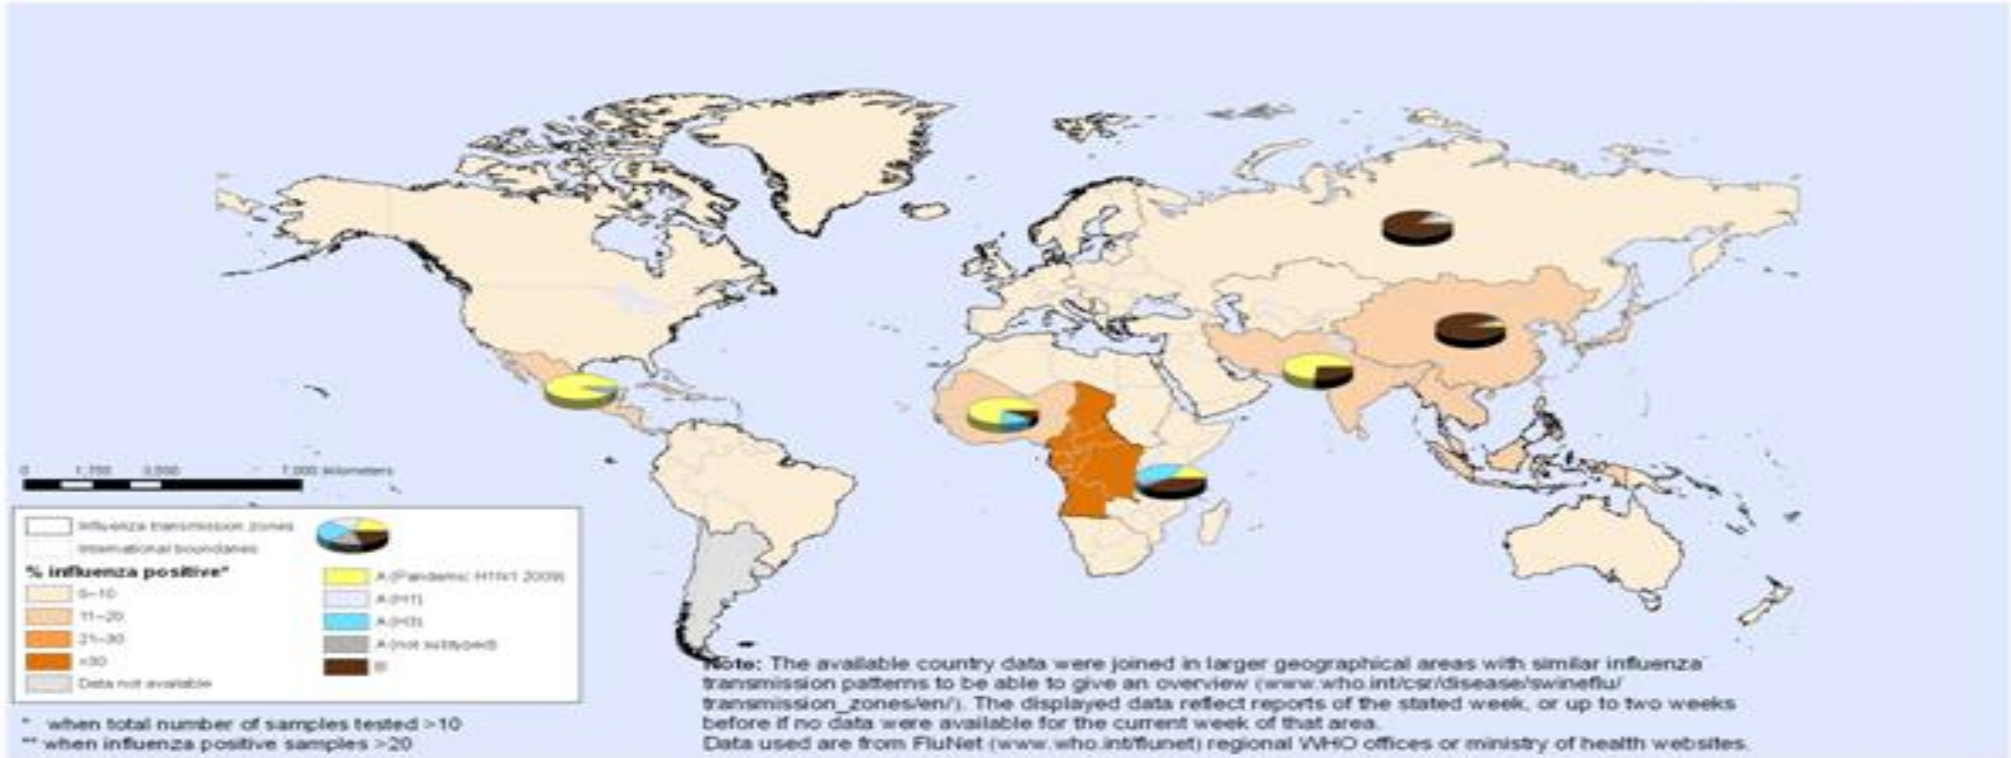 0 1,750 3,500 7,000 kilometers
Influenza transmission zones
International boundaries
% influenza positive*
0–10
11–20
21–30
>30
Data not available
A (Pandemic H1N1 2009)
A (H1)
A (H3)
A (not subtyped)
B
* when total number of samples tested >10
** when influenza positive samples >20
Note: The available country data were joined in larger geographical areas with similar influenza
transmission patterns to be able to give an overview (www.who.int/csr/disease/swineflu/
transmission_zones/en/). The displayed data reflect reports of the stated week, or up to two weeks
before if no data were available for the current week of that area.
Data used are from FluNet (www.who.int/flunet) regional WHO offices or ministry of health websites.